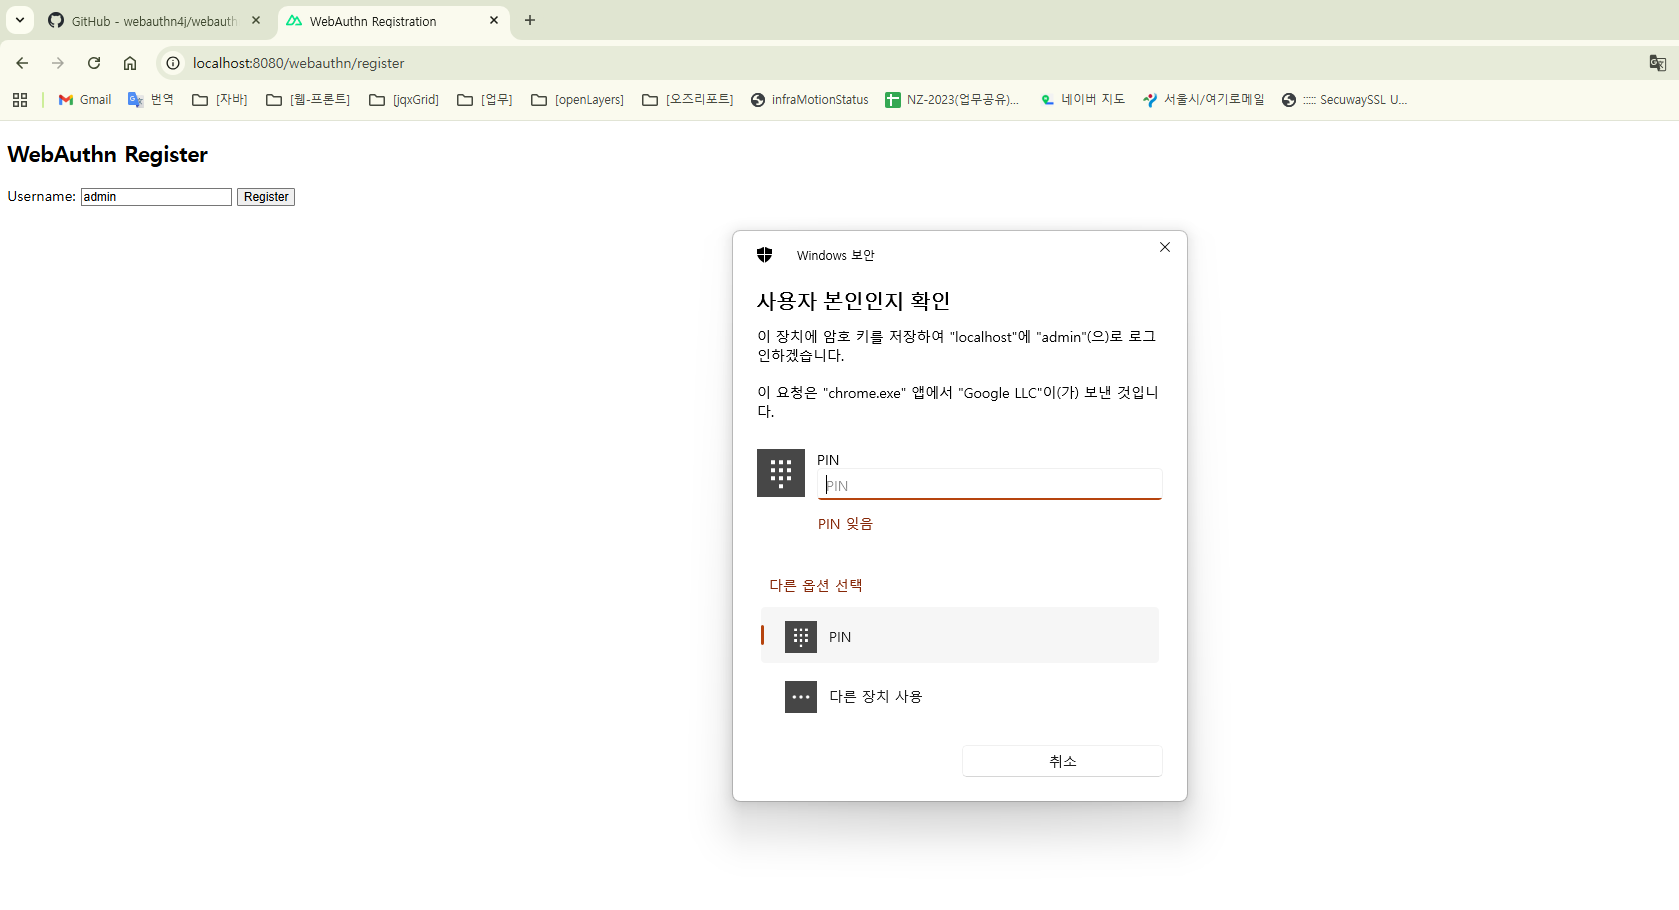 GitHub - webauthn4j/webauth
WebAuthn Registration
localhost:8080/webauthn/register
Gmail
번역
[자바]
[웹-프론트]
[jqxGrid]
[업무]
[openLayers]
[오즈리포트]
infraMotionStatus
NZ-2023(업무공유)...
네이버 지도
서울시/여기로메일
::::: SecuwaySSL U...
WebAuthn Register
Username: admin Register
Windows 보안
사용자 본인인지 확인
이 장치에 암호 키를 저장하여 "localhost"에 "admin"(으)로 로그
인하겠습니다.
이 요청은 "chrome.exe" 앱에서 "Google LLC"이(가) 보낸 것입니
다.
PIN
PIN
PIN 잊음
다른 옵션 선택
PIN
다른 장치 사용
취소